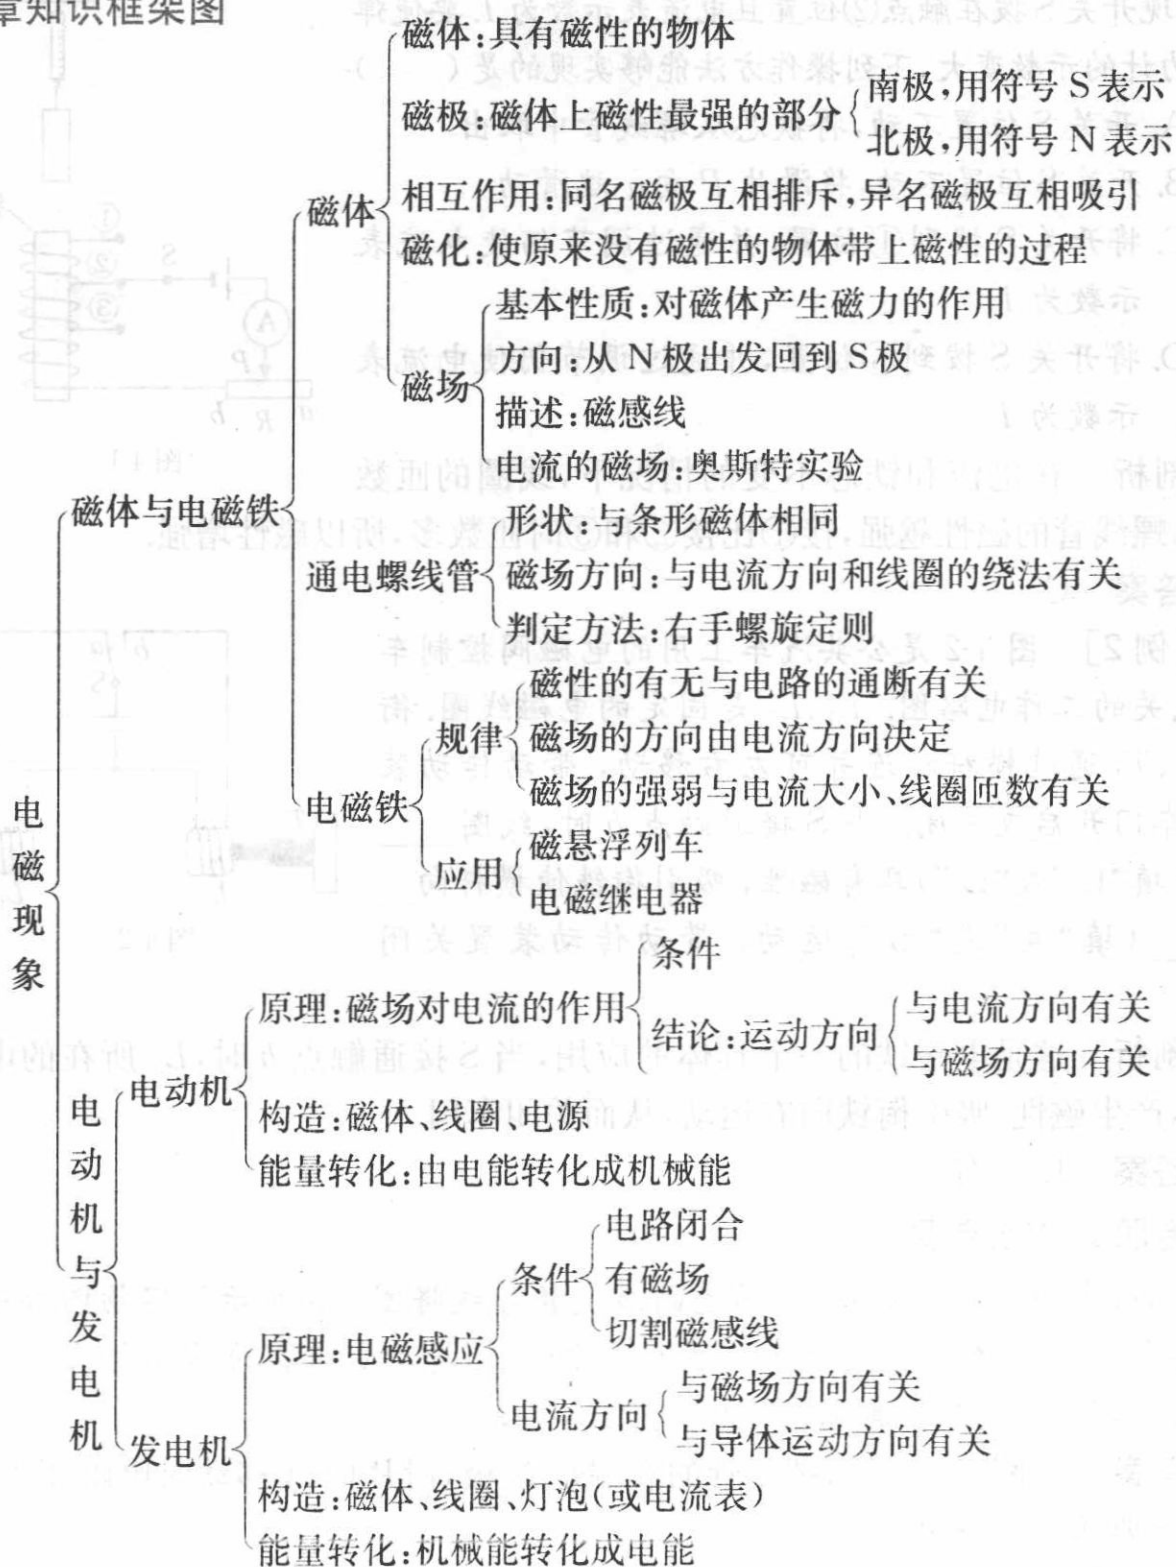 章知识框架图
磁体:具有磁性的物体
磁极:磁体上磁性最强的部分
南极,用符号 S 表示
北极,用符号 N 表示
磁体
相互作用:同名磁极互相排斥,异名磁极互相吸引
磁化:使原来没有磁性的物体带上磁性的过程
磁场
基本性质:对磁体产生磁力的作用
方向:从 N 极出发回到 S 极
描述:磁感线
电流的磁场:奥斯特实验
磁体与电磁铁
通电螺线管
形状:与条形磁体相同
磁场方向:与电流方向和线圈的绕法有关
判定方法:右手螺旋定则
电磁铁
规律
磁性的有无与电路的通断有关
磁场的方向由电流方向决定
磁场的强弱与电流大小、线圈匝数有关
应用
磁悬浮列车
电磁继电器
电磁现象
电动机与发电机
电动机
原理:磁场对电流的作用
条件
结论:运动方向
与电流方向有关
与磁场方向有关
构造:磁体、线圈、电源
能量转化:由电能转化成机械能
发电机
原理:电磁感应
条件
电路闭合
有磁场
切割磁感线
电流方向
与磁场方向有关
与导体运动方向有关
构造:磁体、线圈、灯泡(或电流表)
能量转化:机械能转化成电能